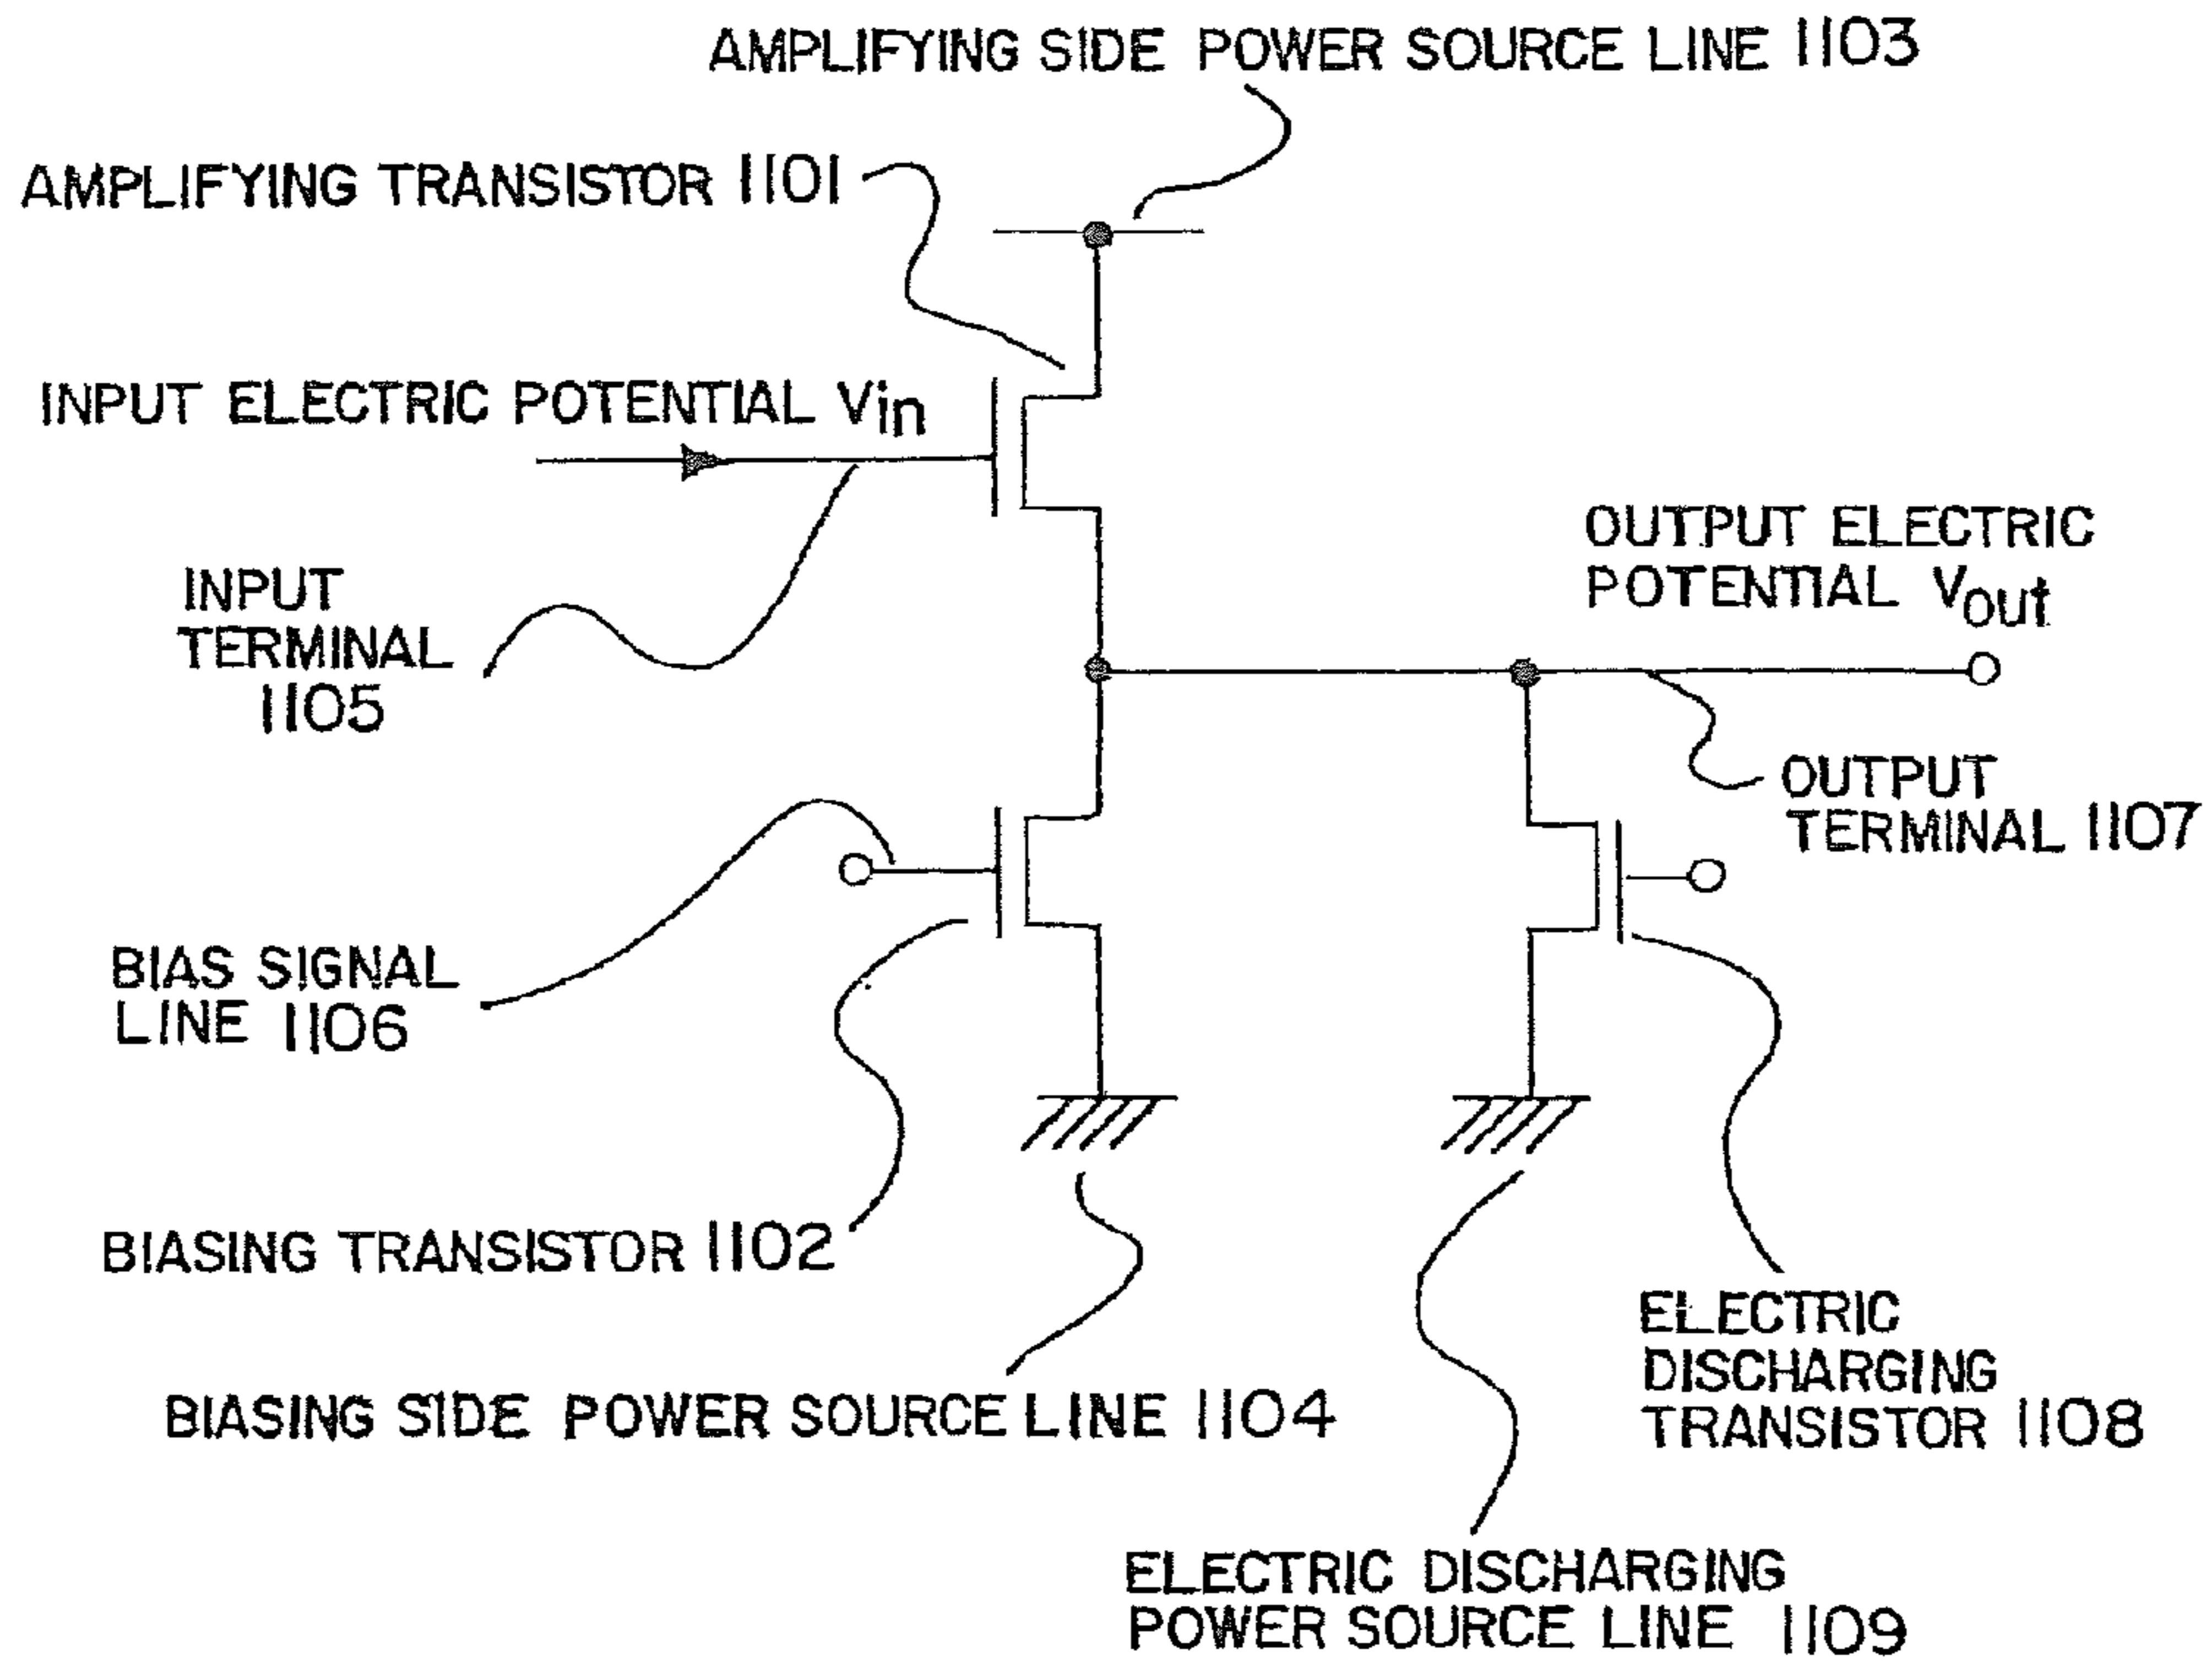 AMPLIFYING SIDE POWER SOURCE LINE 1103
AMPLIFYING TRANSISTOR 1101
INPUT ELECTRIC POTENTIAL Vin
OUTPUT ELECTRIC
POTENTIAL Vout
INPUT
TERMINAL
1105
OUTPUT
TERMINAL 1107
BIAS SIGNAL
LINE 1106
BIASING TRANSISTOR 1102
ELECTRIC
DISCHARGING
TRANSISTOR 1108
BIASING SIDE POWER SOURCE LINE 1104
ELECTRIC DISCHARGING
POWER SOURCE LINE 1109